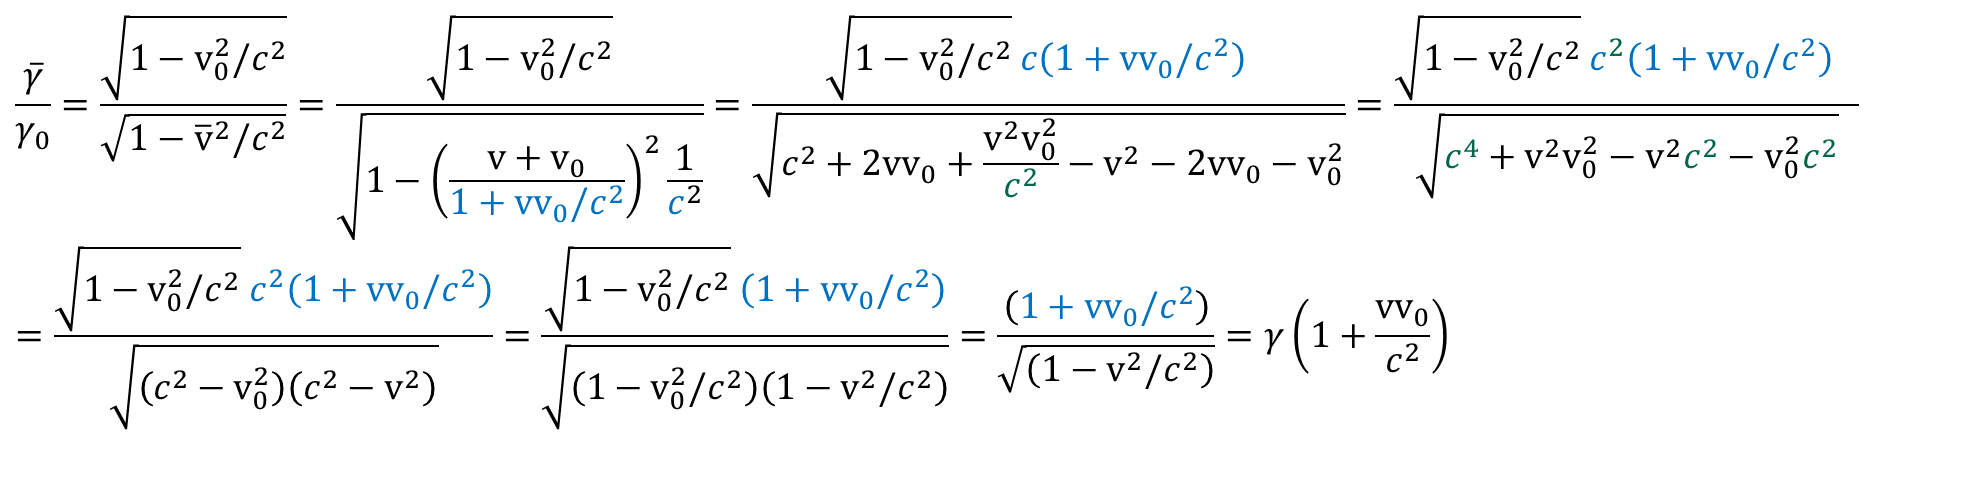 γ̄/γ₀ = √(1 − v₀²/c²) / √(1 − v̄²/c²) = √(1 − v₀²/c²) / √(1 − ((v + v₀)/(1 + vv₀/c²))² 1/c²) = √(1 − v₀²/c²) c(1 + vv₀/c²) / √(c² + 2vv₀ + v²v₀²/c² − v² − 2vv₀ − v₀²) = √(1 − v₀²/c²) c²(1 + vv₀/c²) / √(c⁴ + v²v₀² − v²c² − v₀²c²)
= √(1 − v₀²/c²) c²(1 + vv₀/c²) / √((c² − v₀²)(c² − v²)) = √(1 − v₀²/c²) (1 + vv₀/c²) / √((1 − v₀²/c²)(1 − v²/c²)) = (1 + vv₀/c²) / √((1 − v²/c²)) = γ (1 + vv₀/c²)